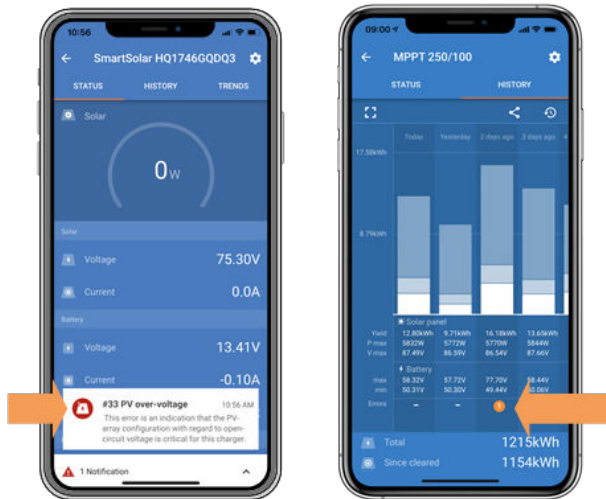 10:56
SmartSolar HQ1746GQDQ3
STATUS HISTORY TRENDS
Solar
0W
Solar
Voltage 75.30V
Current 0.0A
Battery
Voltage 13.41V
Current -0.10A
#33 PV over-voltage 10:56 AM
This error is an indication that the PV-
array configuration with regard to open-
circuit voltage is critical for this charger.
1 Notification
09:00
MPPT 250/100
STATUS HISTORY
Today Yesterday 2 days ago 3 days ago 4
17.58kWh
8.79kWh
Solar panel
Yield 12.80kWh 9.71kWh 16.18kWh 13.65kWh
P max 5832W 5772W 5770W 5844W
V max 87.49V 86.59V 86.54V 87.66V
Battery
max 58.32V 57.72V 77.70V 58.44V
min 50.31V 50.30V 49.44V 50.06V
Errors - -
Total 1215kWh
Since cleared 1154kWh